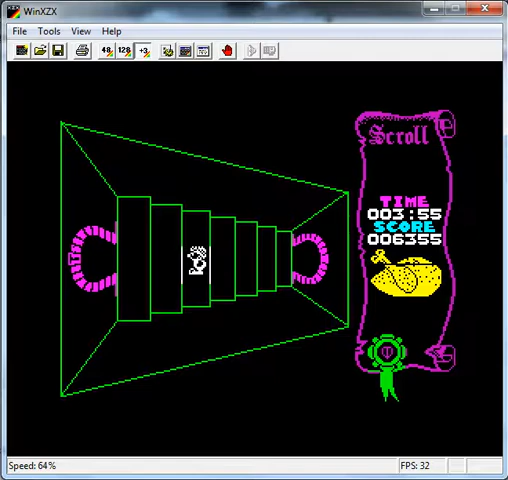 WinXZX
File Tools View Help
48 128 +3
Scroll
TIME
003:55
SCORE
006355
Speed: 64% FPS: 32